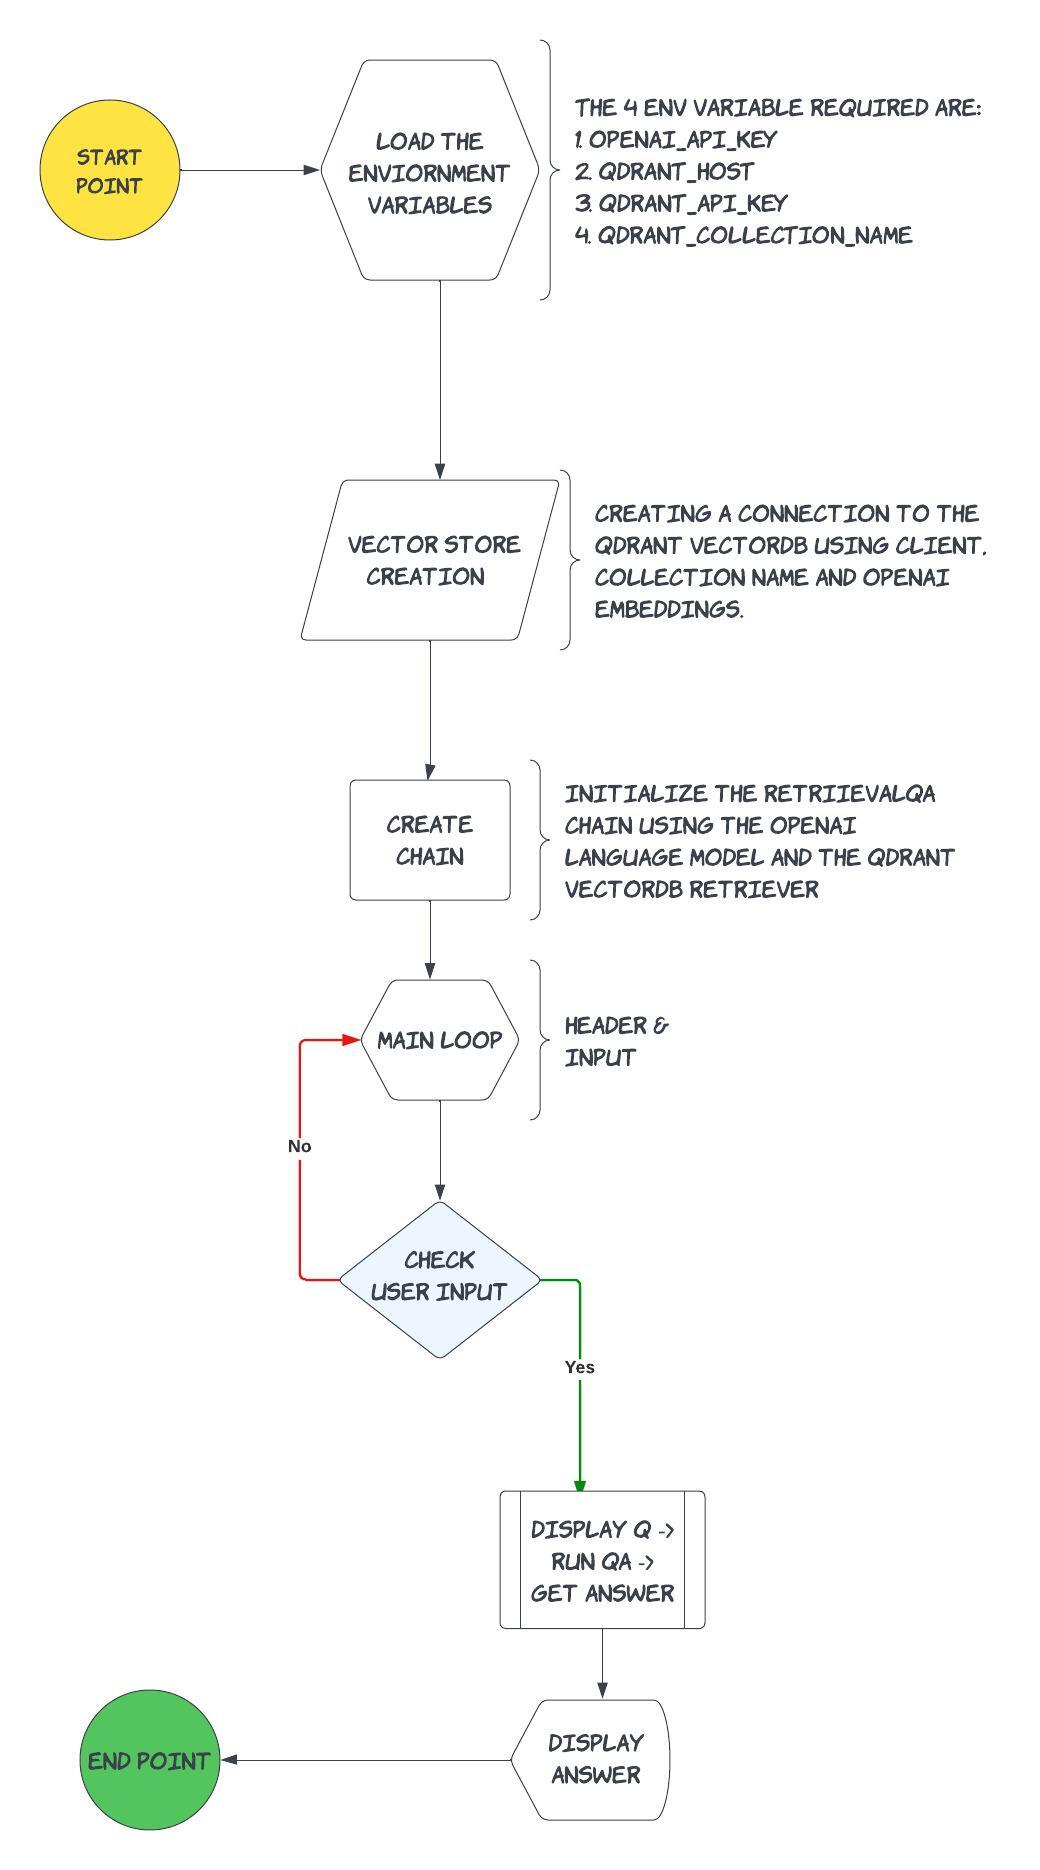 START
POINT
LOAD THE
ENVIORNMENT
VARIABLES
THE 4 ENV VARIABLE REQUIRED ARE:
1. OPENAI_API_KEY
2. QDRANT_HOST
3. QDRANT_API_KEY
4. QDRANT_COLLECTION_NAME
VECTOR STORE
CREATION
CREATING A CONNECTION TO THE
QDRANT VECTORDB USING CLIENT,
COLLECTION NAME AND OPENAI
EMBEDDINGS.
CREATE
CHAIN
INITIALIZE THE RETRIIEVALQA
CHAIN USING THE OPENAI
LANGUAGE MODEL AND THE QDRANT
VECTORDB RETRIEVER
MAIN LOOP
HEADER &
INPUT
No
CHECK
USER INPUT
Yes
DISPLAY Q ->
RUN QA ->
GET ANSWER
DISPLAY
ANSWER
END POINT